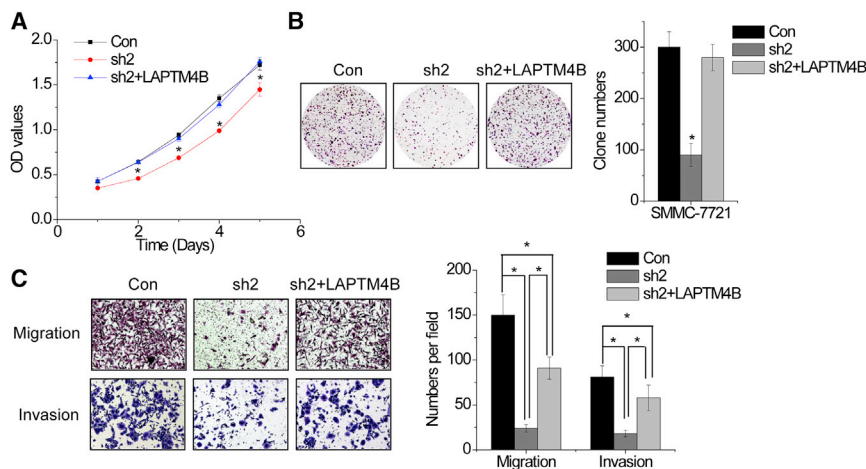 A
Con
sh2
sh2+LAPTM4B
2.0
1.5
1.0
0.5
0.0
OD values
*
*
*
*
0
2
4
6
Time (Days)
B
Con
sh2
sh2+LAPTM4B
Con
sh2
sh2+LAPTM4B
300
200
100
0
Clone numbers
*
SMMC-7721
C
Con
sh2
sh2+LAPTM4B
Migration
Invasion
Con
sh2
sh2+LAPTM4B
150
100
75
50
25
0
Numbers per field
*
*
*
*
*
*
Migration
Invasion